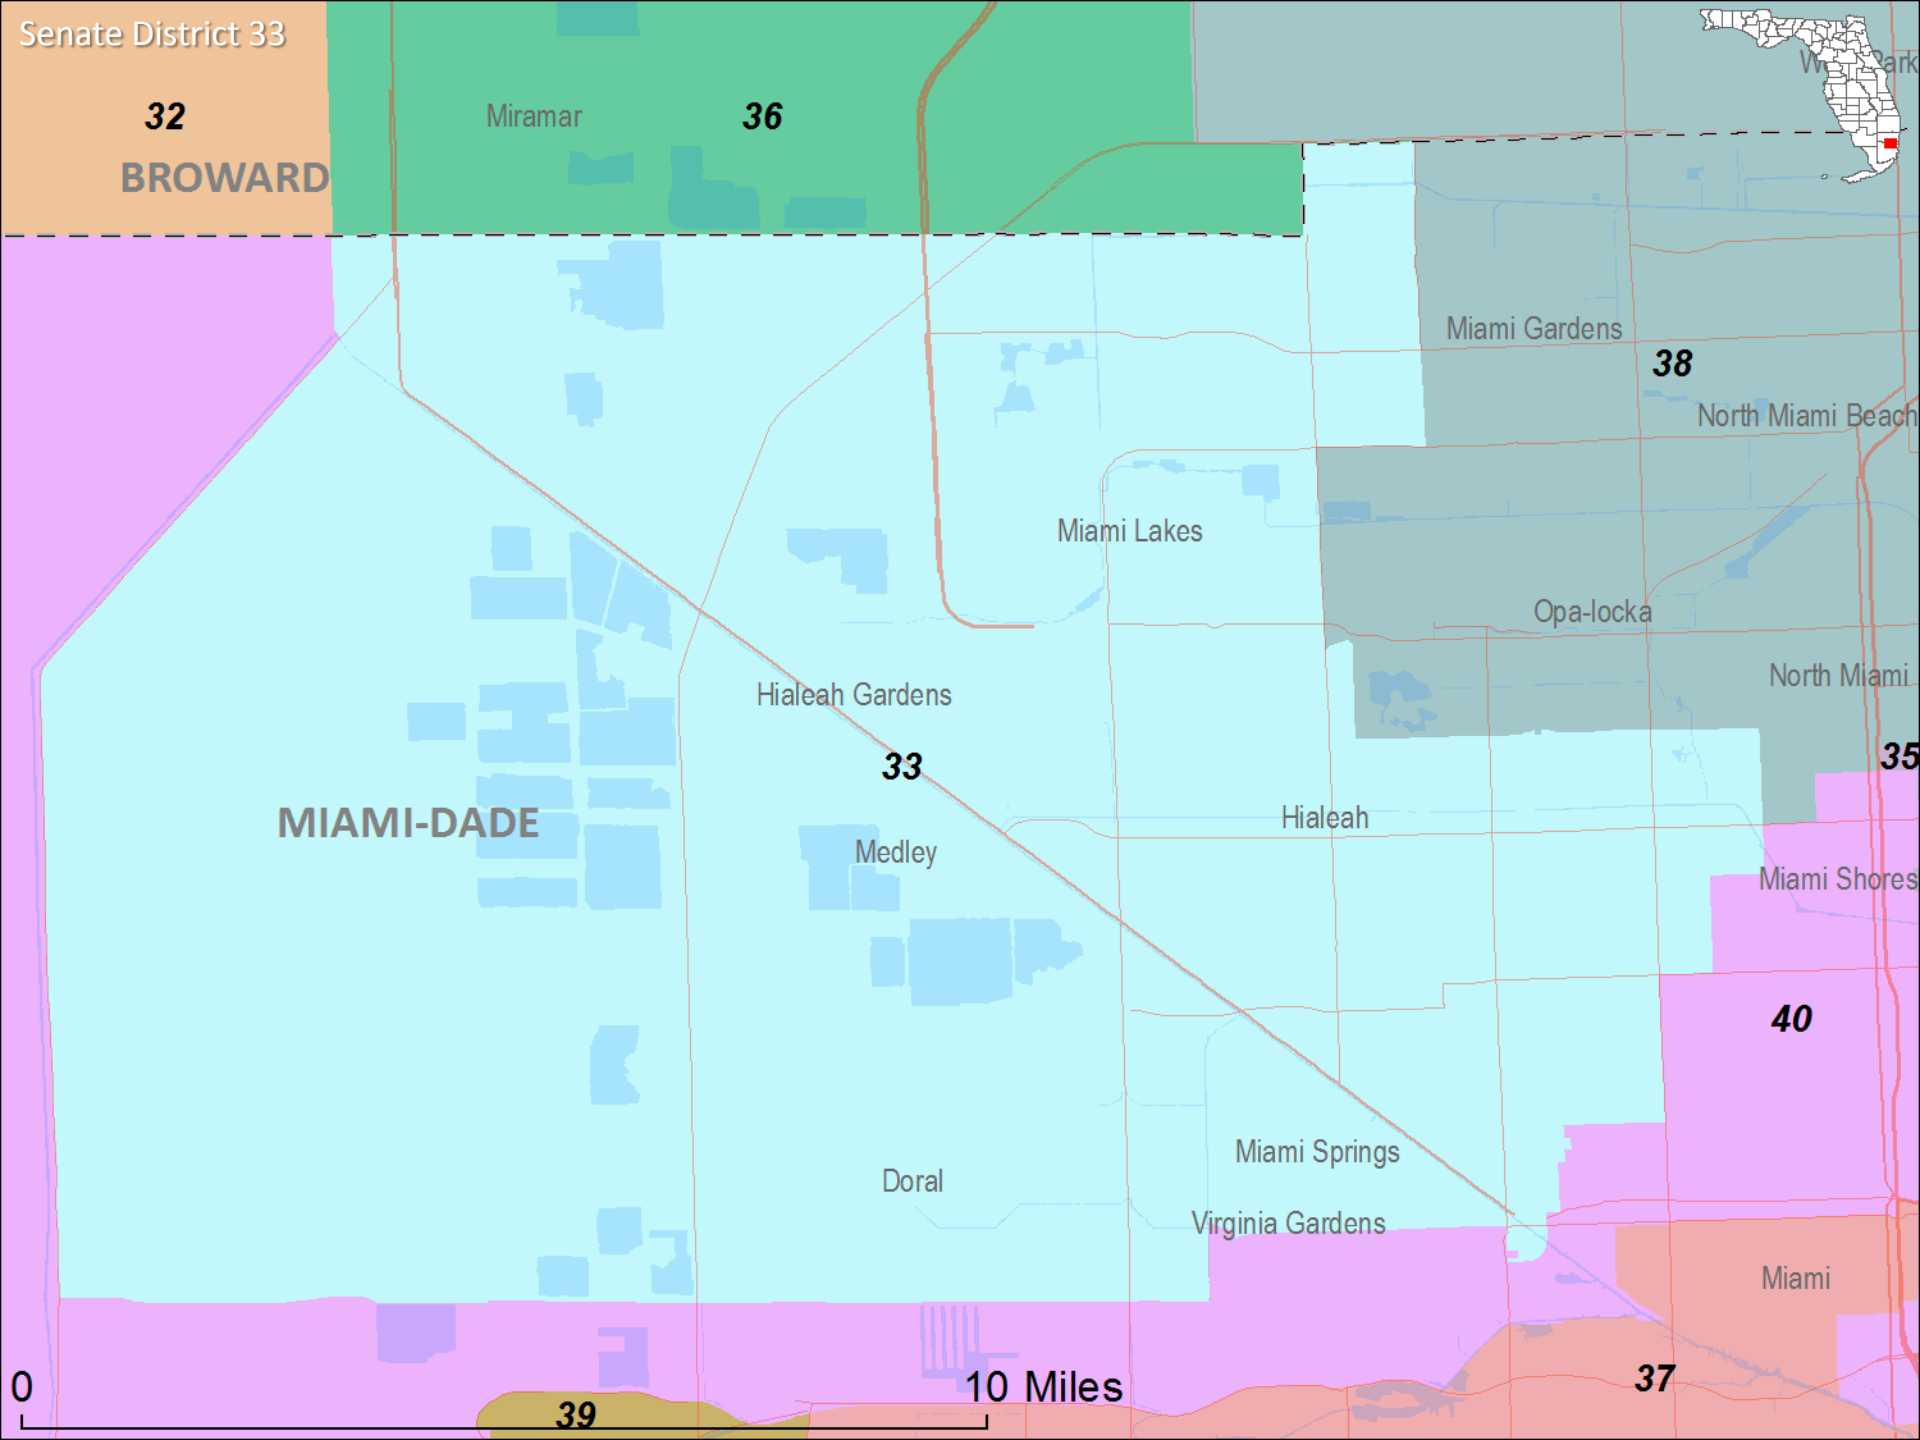 Senate District 33
Park
32
Miramar
36
BROWARD
Miami Gardens
38
North Miami Beach
Miami Lakes
Opa-locka
North Miami
Hialeah Gardens
35
33
MIAMI-DADE
Hialeah
Medley
Miami Shores
40
Miami Springs
Doral
Virginia Gardens
Miami
37
0
10 Miles
39